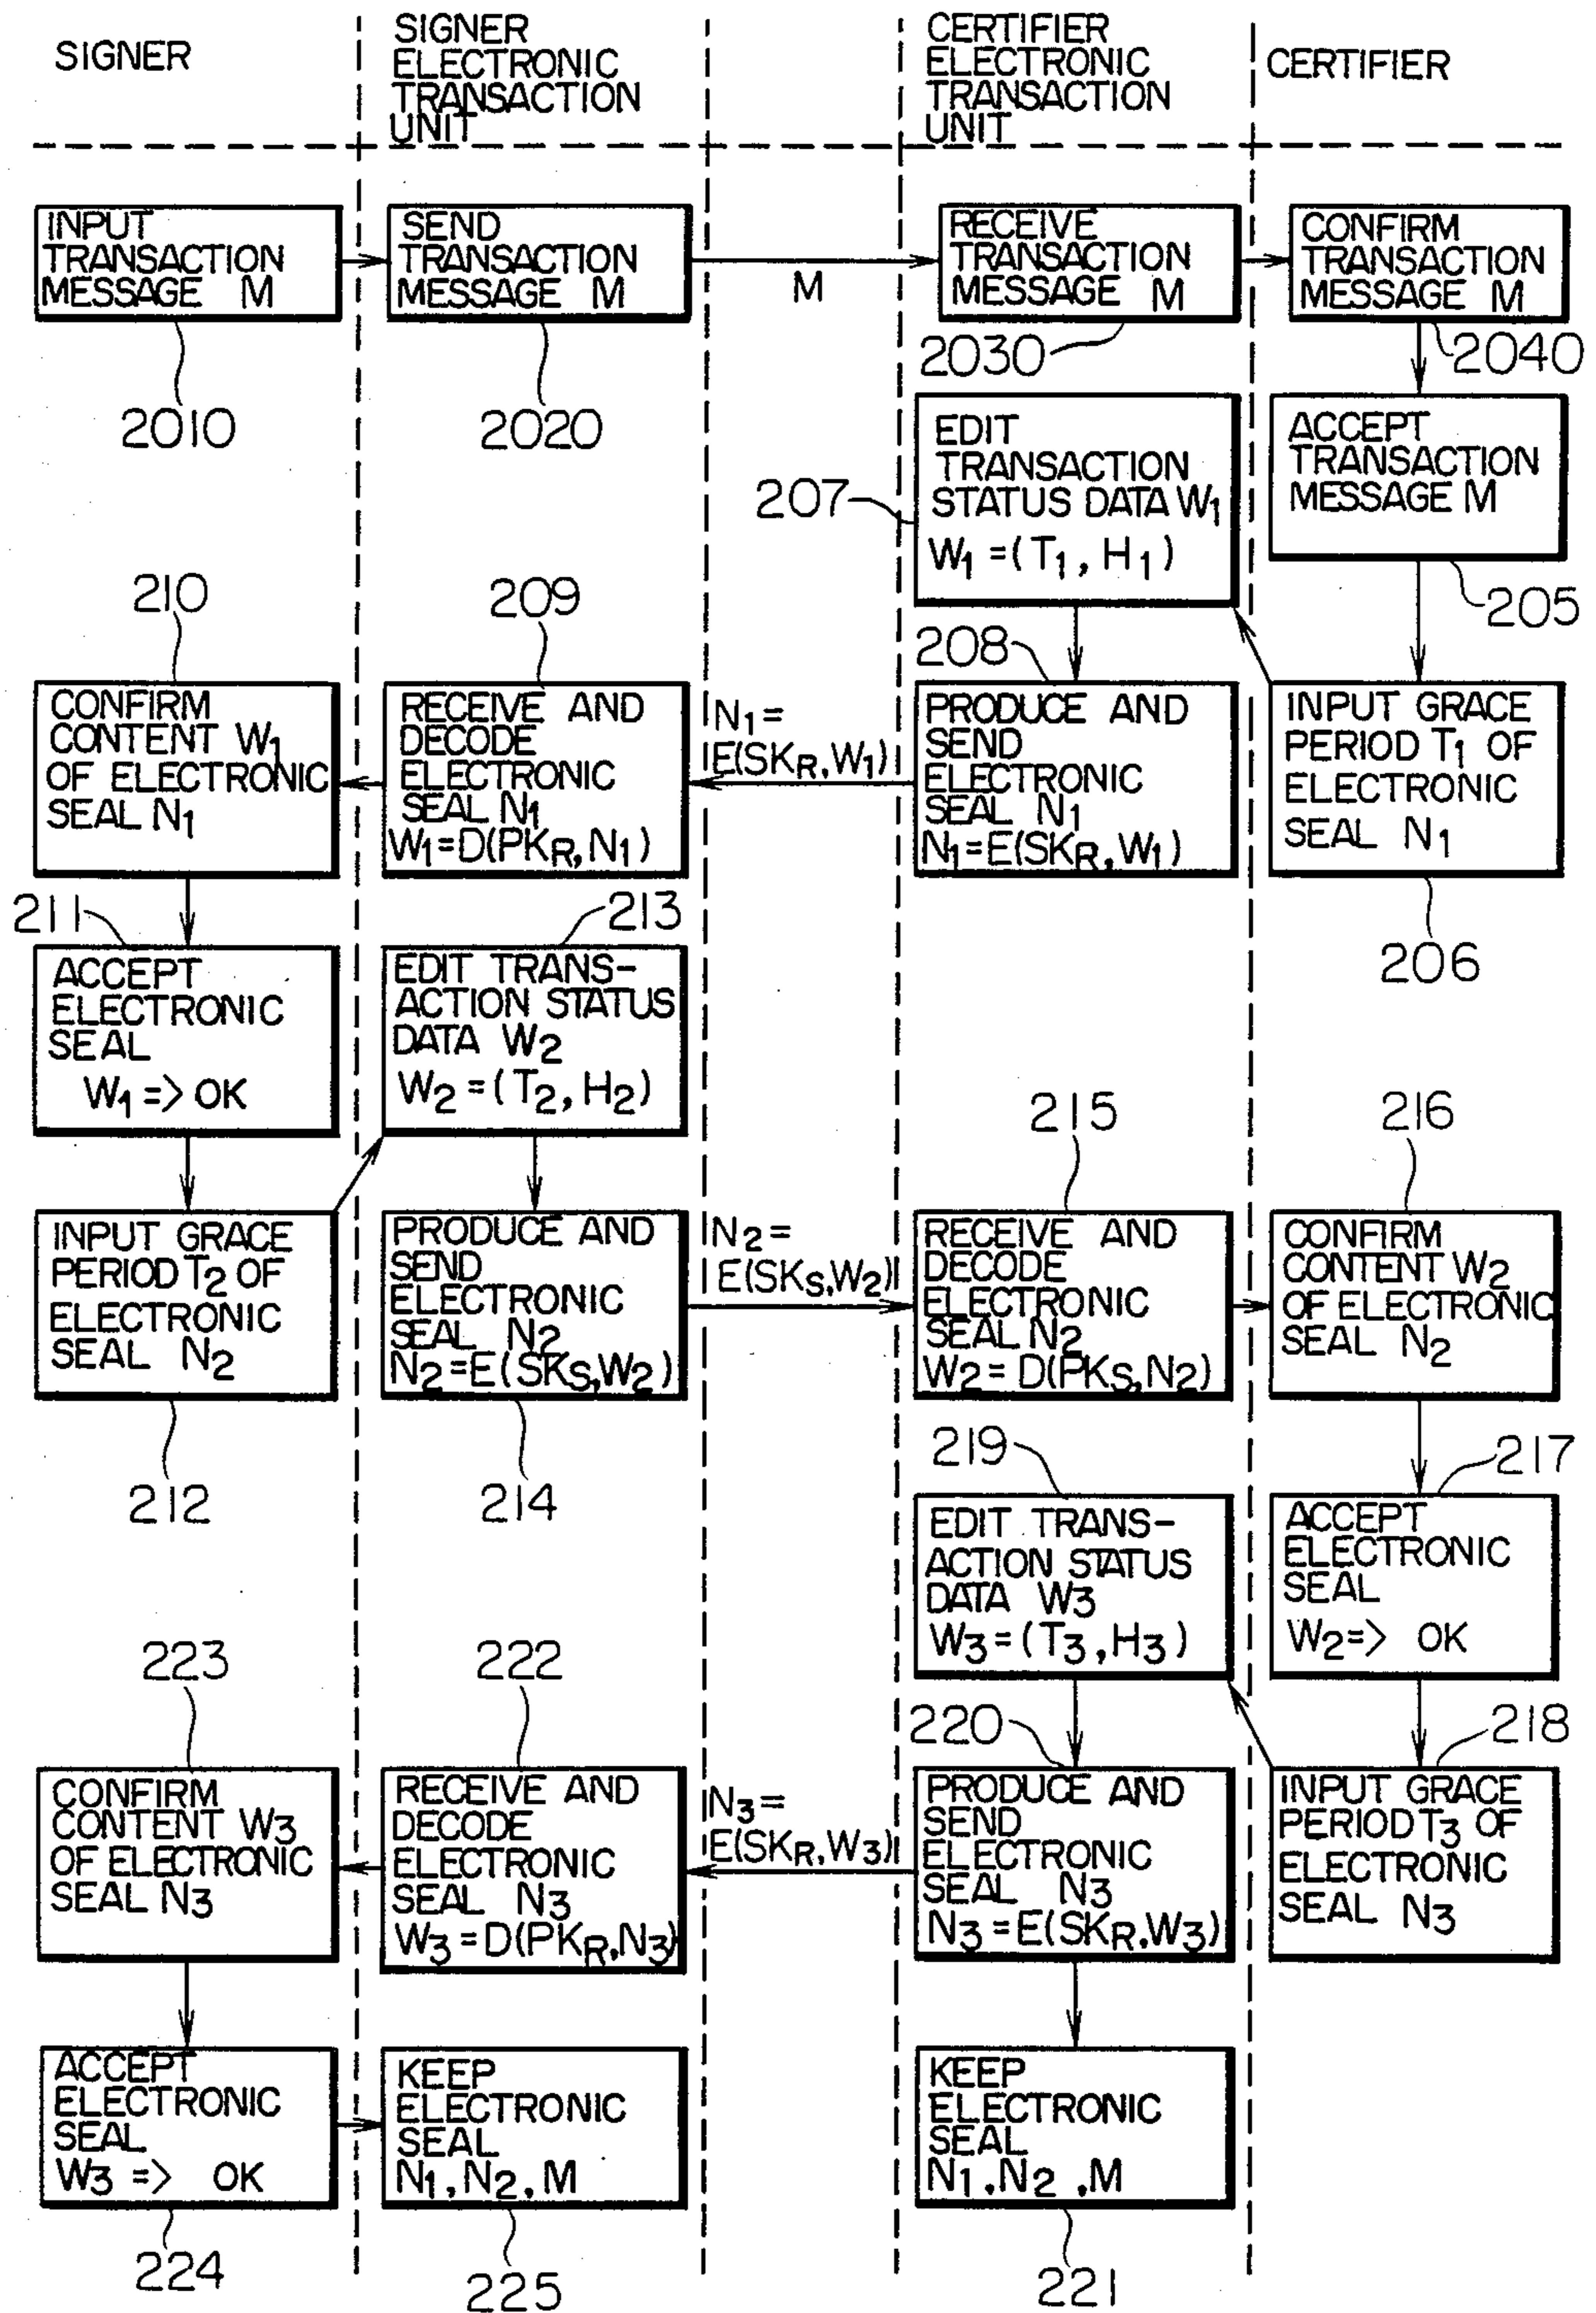 SIGNER
SIGNER
ELECTRONIC
TRANSACTION
UNIT
CERTIFIER
ELECTRONIC
TRANSACTION
UNIT
CERTIFIER
INPUT
TRANSACTION
MESSAGE M
2010
SEND
TRANSACTION
MESSAGE M
2020
M
RECEIVE
TRANSACTION
MESSAGE M
2030
CONFIRM
TRANSACTION
MESSAGE M
2040
ACCEPT
TRANSACTION
MESSAGE M
205
EDIT
TRANSACTION
STATUS DATA W1
W1 =(T1, H1)
207
INPUT GRACE
PERIOD T1 OF
ELECTRONIC
SEAL N1
206
208
PRODUCE AND
SEND
ELECTRONIC
SEAL N1
N1=E(SKR,W1)
N1=
E(SKR,W1)
209
RECEIVE AND
DECODE
ELECTRONIC
SEAL N1
W1=D(PKR,N1)
210
CONFIRM
CONTENT W1
OF ELECTRONIC
SEAL N1
211
ACCEPT
ELECTRONIC
SEAL
W1=> OK
213
EDIT TRANS-
ACTION STATUS
DATA W2
W2 =(T2, H2)
INPUT GRACE
PERIOD T2 OF
ELECTRONIC
SEAL N2
212
PRODUCE AND
SEND
ELECTRONIC
SEAL N2
N2=E(SKS,W2)
214
N2=
E(SKS,W2)
215
RECEIVE AND
DECODE
ELECTRONIC
SEAL N2
W2= D(PKS,N2)
216
CONFIRM
CONTENT W2
OF ELECTRONIC
SEAL N2
217
ACCEPT
ELECTRONIC
SEAL
W2=> OK
219
EDIT TRANS-
ACTION STATUS
DATA W3
W3=(T3,H3)
218
INPUT GRACE
PERIOD T3 OF
ELECTRONIC
SEAL N3
220
PRODUCE AND
SEND
ELECTRONIC
SEAL N3
N3=E(SKR,W3)
N3=
E(SKR,W3)
222
RECEIVE AND
DECODE
ELECTRONIC
SEAL N3
W3=D(PKR,N3)
223
CONFIRM
CONTENT W3
OF ELECTRONIC
SEAL N3
ACCEPT
ELECTRONIC
SEAL
W3 => OK
224
KEEP
ELECTRONIC
SEAL
N1,N2,M
225
KEEP
ELECTRONIC
SEAL
N1,N2,M
221